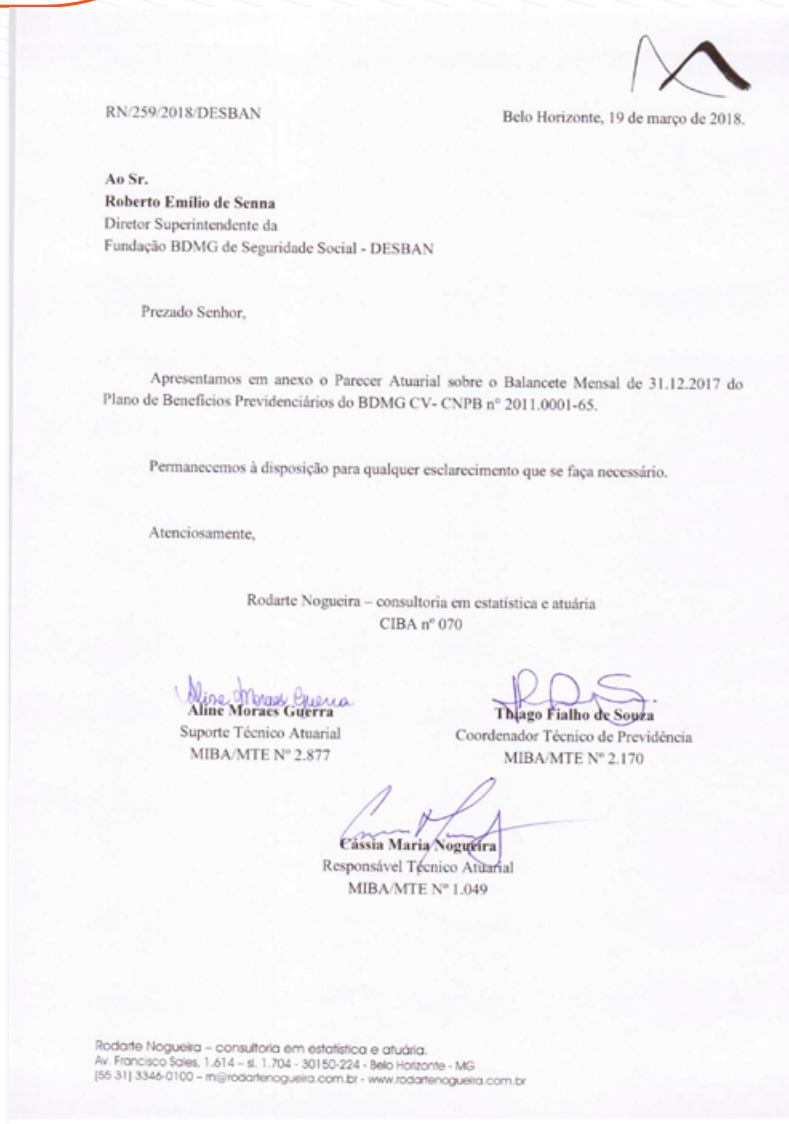 RN/259/2018/DESBAN
Belo Horizonte, 19 de março de 2018.
Ao Sr.
Roberto Emílio de Senna
Diretor Superintendente da
Fundação BDMG de Seguridade Social - DESBAN
Prezado Senhor,
Apresentamos em anexo o Parecer Atuarial sobre o Balancete Mensal de 31.12.2017 do
Plano de Benefícios Previdenciários do BDMG CV- CNPB nº 2011.0001-65.
Permanecemos à disposição para qualquer esclarecimento que se faça necessário.
Atenciosamente,
Rodarte Nogueira – consultoria em estatística e atuária
CIBA nº 070
Aline Moraes Guerra
Aline Moraes Guerra
Suporte Técnico Atuarial
MIBA/MTE Nº 2.877
Thiago Fialho de Souza
Coordenador Técnico de Previdência
MIBA/MTE Nº 2.170
Cássia Maria Nogueira
Responsável Técnico Atuarial
MIBA/MTE Nº 1.049
Rodarte Nogueira – consultoria em estatística e atuária.
Av. Francisco Sales, 1.614 – sl. 1.704 - 30150-224 - Belo Horizonte - MG
[55 31] 3346-0100 – rn@rodartenogueira.com.br - www.rodartenogueira.com.br